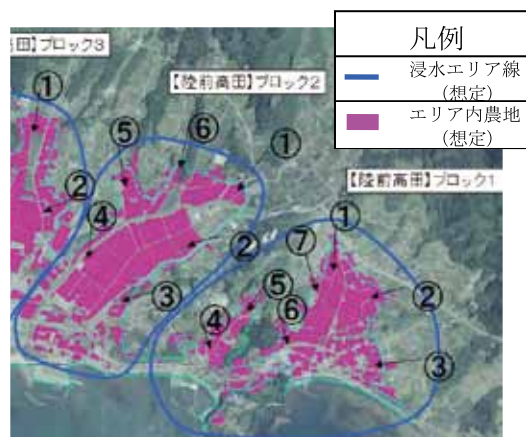 田】ブロック3
【陸前高田】ブロック2
【陸前高田】ブロック1
凡例
浸水エリア線
(想定)
エリア内農地
(想定)
①
②
⑤
⑥
①
④
②
③
①
⑦
②
⑤
⑥
④
③